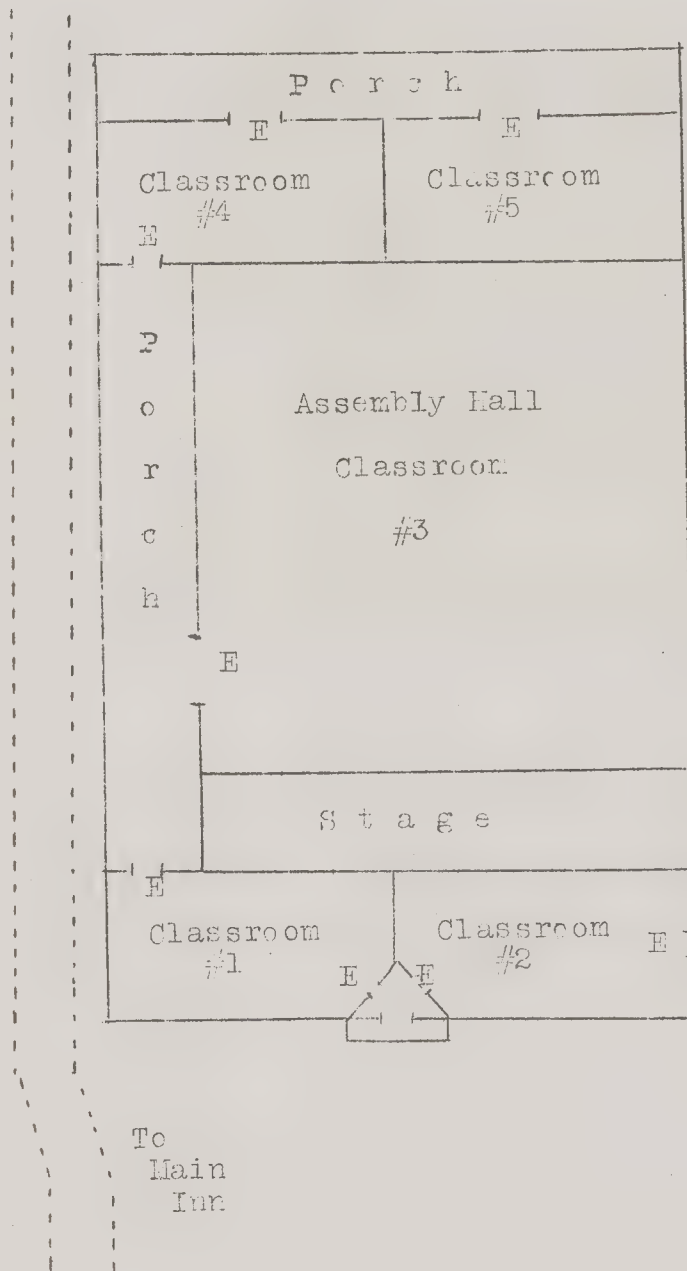 P o r c h
E E
Classroom Classroom
#4 #5
E
P
o
r
c
h
Assembly Hall
Classroom
#3
E
S t a g e
E
Classroom Classroom E
#1 #2
E E
To
Main
Inn